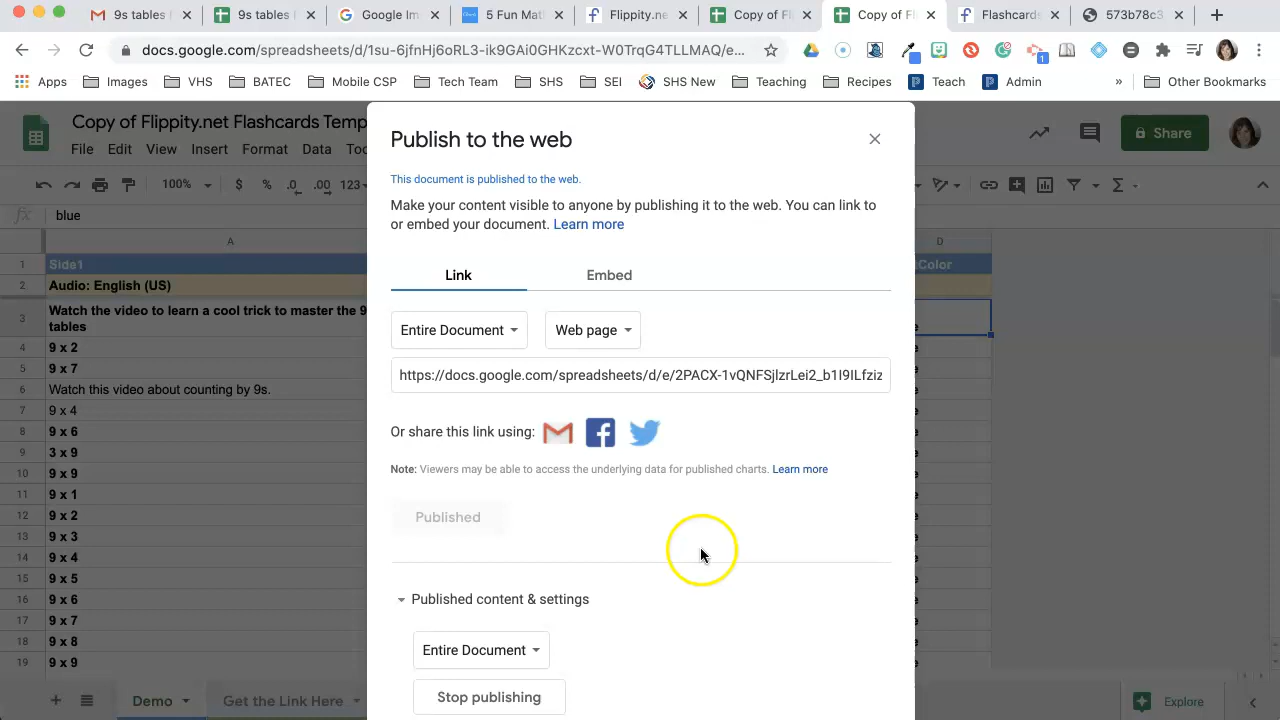 9s tables f
9s tables f
Google Im
5 Fun Mat
Flippity.ne
Copy of Fl
Copy of Fl
Flashcards
573b78c3
docs.google.com/spreadsheets/d/1su-6jfnHj6oRL3-ik9GAi0GHKzcxt-W0TrqG4TLLMAQ/e...
1
Apps
Images
VHS
BATEC
Mobile CSP
Tech Team
SHS
SEI
SHS New
Teaching
Recipes
Teach
Admin
»
Other Bookmarks
Copy of Flippity.net Flashcards Temp
File Edit View Insert Format Data Too
Share
100% $ % .0 .00 123
fx blue
A
D
1 Side1
Color
2 Audio: English (US)
3 Watch the video to learn a cool trick to master the 9
tables
4 9 x 2
5 9 x 7
6 Watch this video about counting by 9s.
7 9 x 4
8 9 x 6
9 3 x 9
10 9 x 9
11 9 x 1
12 9 x 2
13 9 x 3
14 9 x 4
15 9 x 5
16 9 x 6
17 9 x 7
18 9 x 8
19 9 x 9
Demo
Get the Link Here
Explore
Publish to the web
This document is published to the web.
Make your content visible to anyone by publishing it to the web. You can link to
or embed your document. Learn more
Link
Embed
Entire Document
Web page
https://docs.google.com/spreadsheets/d/e/2PACX-1vQNFSjlzrLei2_b1I9ILfziz
Or share this link using:
Note: Viewers may be able to access the underlying data for published charts. Learn more
Published
Published content & settings
Entire Document
Stop publishing